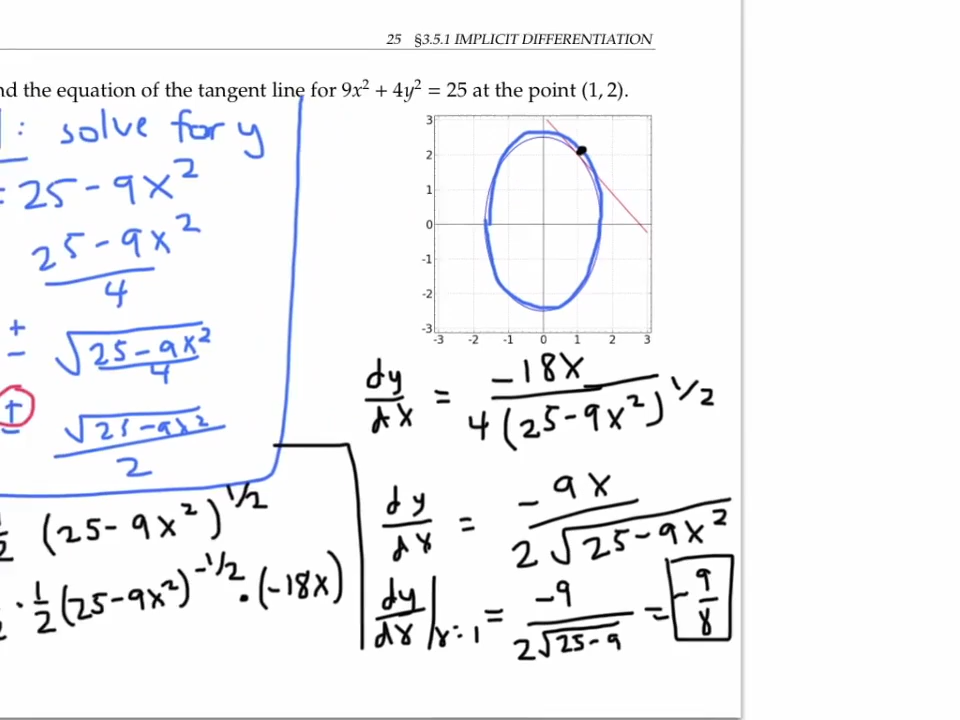 25 §3.5.1 IMPLICIT DIFFERENTIATION
nd the equation of the tangent line for 9x² + 4y² = 25 at the point (1, 2).
: solve for y
= 25 - 9x²
25 - 9x²
4
± √25 - 9x²
4
+
- √25 - 9x²
2
3
2
1
0
-1
-2
-3
-3 -2 -1 0 1 2 3
dy/dx = -18x / 4(25-9x²)^1/2
(25 - 9x²)^1/2
· 1/2 (25-9x²)^-1/2 · (-18x)
dy/dx = -9x / 2√25-9x²
dy/dx | x=1 = -9 / 2√25-9 = -9/8